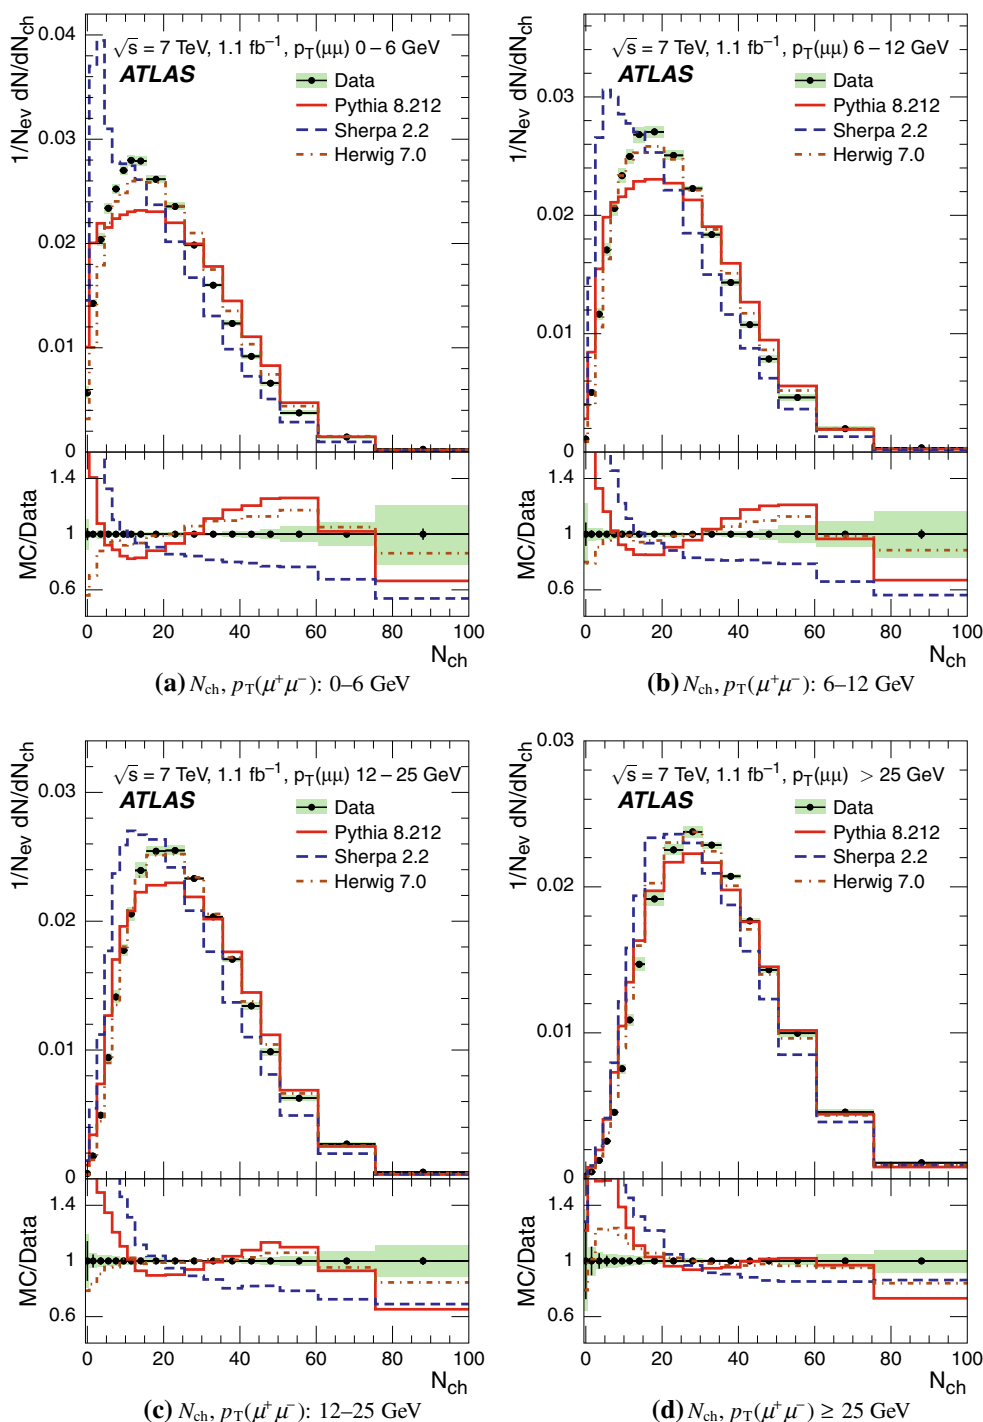 √s = 7 TeV, 1.1 fb⁻¹, p_T(μμ) 0 – 6 GeV
ATLAS
Data
Pythia 8.212
Sherpa 2.2
Herwig 7.0
1/N_ev dN/dN_ch
0.04
0.03
0.02
0.01
0
MC/Data
1.4
1
0.6
0 20 40 60 80 100
N_ch
(a) N_ch, p_T(μ⁺μ⁻): 0–6 GeV
√s = 7 TeV, 1.1 fb⁻¹, p_T(μμ) 6 – 12 GeV
ATLAS
Data
Pythia 8.212
Sherpa 2.2
Herwig 7.0
1/N_ev dN/dN_ch
0.03
0.02
0.01
0
MC/Data
1.4
1
0.6
0 20 40 60 80 100
N_ch
(b) N_ch, p_T(μ⁺μ⁻): 6–12 GeV
√s = 7 TeV, 1.1 fb⁻¹, p_T(μμ) 12 – 25 GeV
ATLAS
Data
Pythia 8.212
Sherpa 2.2
Herwig 7.0
1/N_ev dN/dN_ch
0.03
0.02
0.01
0
MC/Data
1.4
1
0.6
0 20 40 60 80 100
N_ch
(c) N_ch, p_T(μ⁺μ⁻): 12–25 GeV
√s = 7 TeV, 1.1 fb⁻¹, p_T(μμ) > 25 GeV
ATLAS
Data
Pythia 8.212
Sherpa 2.2
Herwig 7.0
1/N_ev dN/dN_ch
0.03
0.02
0.01
0
MC/Data
1.4
1
0.6
0 20 40 60 80 100
N_ch
(d) N_ch, p_T(μ⁺μ⁻) ≥ 25 GeV